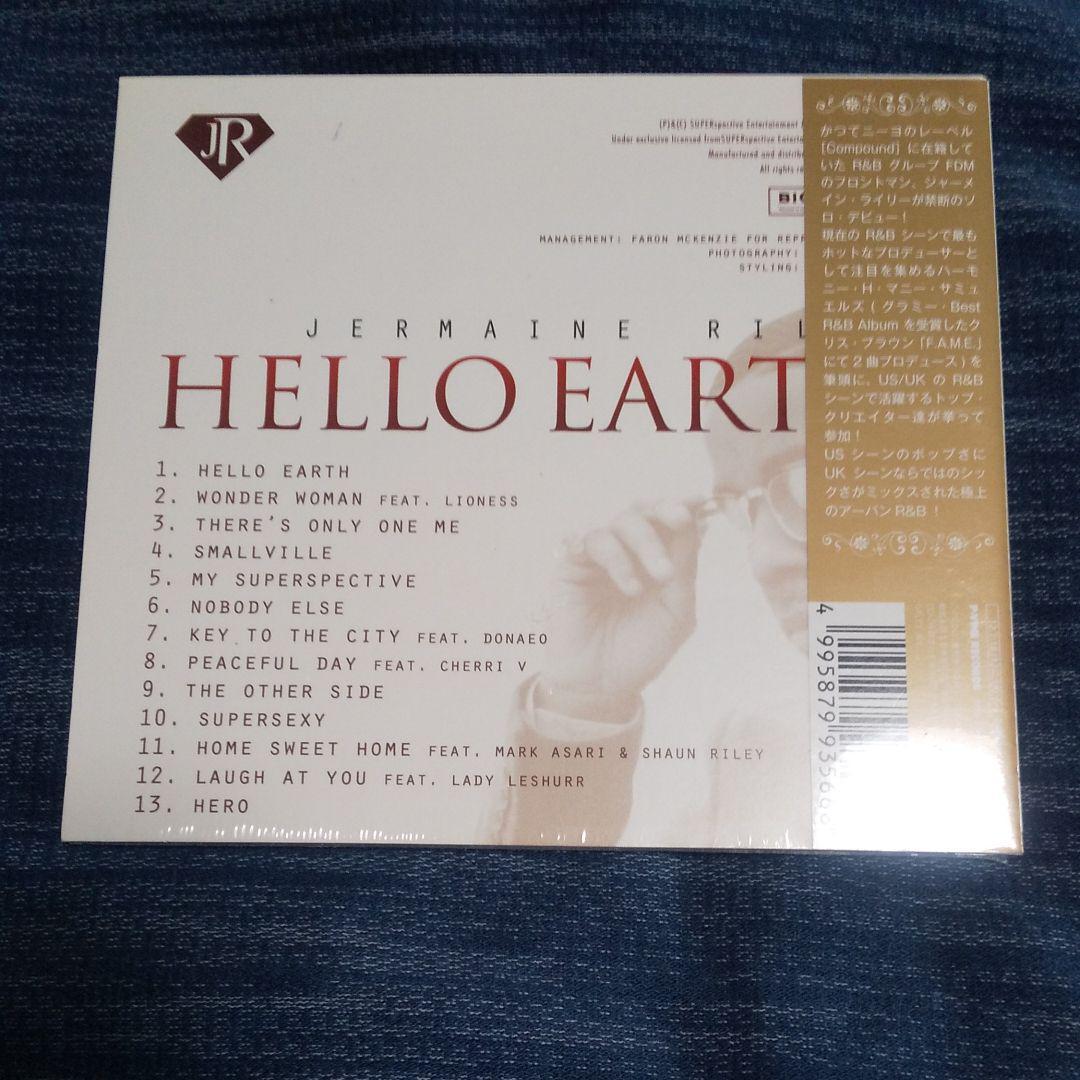 JR
(P)&(C) SUPERspective Entertainment
Under exclusive licensed fromSUPERspective Entertain
Manufactured and distrib
All rights re
BIG
MANAGEMENT: FARON MCKENZIE FOR REPR
PHOTOGRAPHY:
STYLING:
JERMAINE RIL
HELLO EART
1. HELLO EARTH
2. WONDER WOMAN FEAT. LIONESS
3. THERE'S ONLY ONE ME
4. SMALLVILLE
5. MY SUPERSPECTIVE
6. NOBODY ELSE
7. KEY TO THE CITY FEAT. DONAEO
8. PEACEFUL DAY FEAT. CHERRI V
9. THE OTHER SIDE
10. SUPERSEXY
11. HOME SWEET HOME FEAT. MARK ASARI & SHAUN RILEY
12. LAUGH AT YOU FEAT. LADY LESHURR
13. HERO
かつてニーヨのレーベル
[Compound] に在籍して
いた R&B グループ FDM
のフロントマン、ジャーメ
イン・ライリーが禁断のソ
ロ・デビュー！
現在の R&B シーンで最も
ホットなプロデューサーと
して注目を集めるハーモ
ニー・H・マニー・サミュ
エルズ ( グラミー・Best
R&B Album を受賞したク
リス・ブラウン「F.A.M.E.」
にて 2 曲プロデュース ) を
筆頭に、US/UK の R&B
シーンで活躍するトップ・
クリエイター達が挙って
参加！
US シーンのポップさに
UK シーンならではのシッ
クさがミックスされた極上
のアーバン R&B ！
4 995879 93566